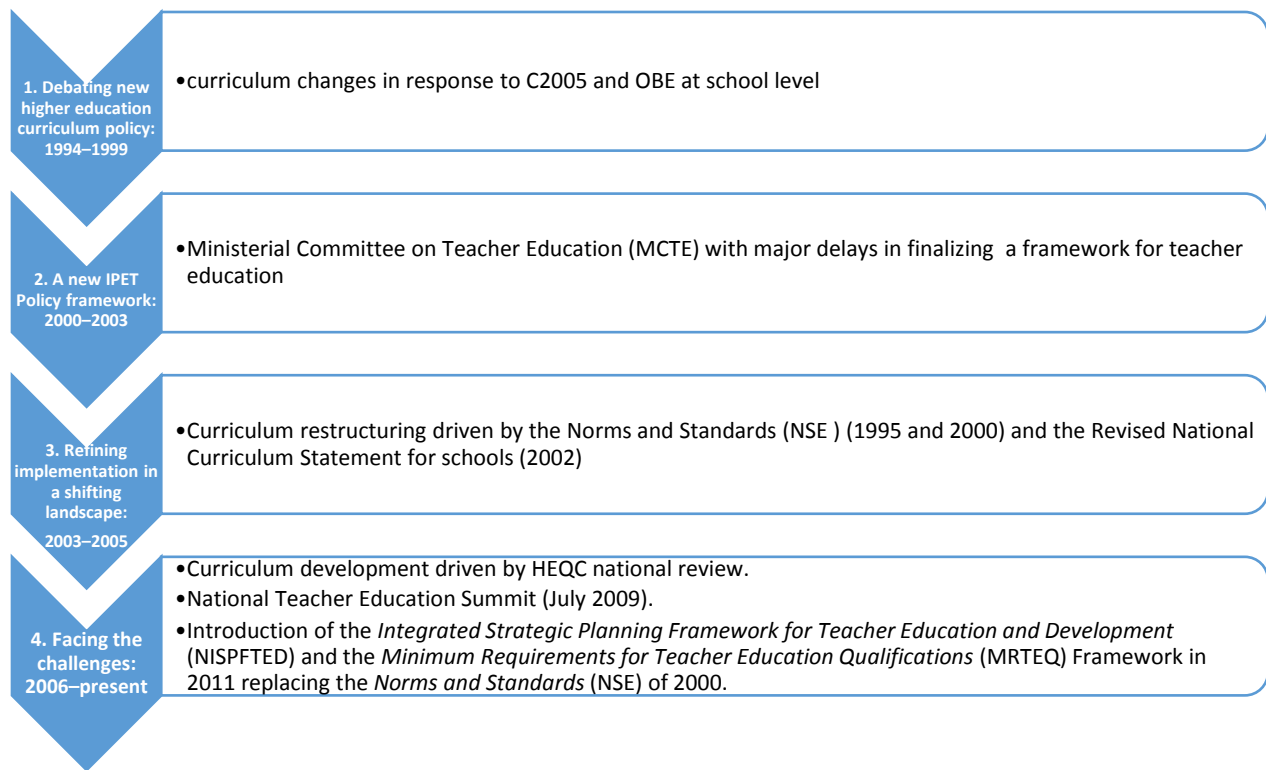 1. Debating new
higher education
curriculum policy:
1994–1999
•curriculum changes in response to C2005 and OBE at school level
2. A new IPET
Policy framework:
2000–2003
•Ministerial Committee on Teacher Education (MCTE) with major delays in finalizing  a framework for teacher
education
3. Refining
implementation in
a shifting
landscape:
2003–2005
•Curriculum restructuring driven by the Norms and Standards (NSE ) (1995 and 2000) and the Revised National
Curriculum Statement for schools (2002)
4. Facing the
challenges:
2006–present
•Curriculum development driven by HEQC national review.
•National Teacher Education Summit (July 2009).
•Introduction of the Integrated Strategic Planning Framework for Teacher Education and Development
(NISPFTED) and the Minimum Requirements for Teacher Education Qualifications (MRTEQ) Framework in
2011 replacing the Norms and Standards (NSE) of 2000.